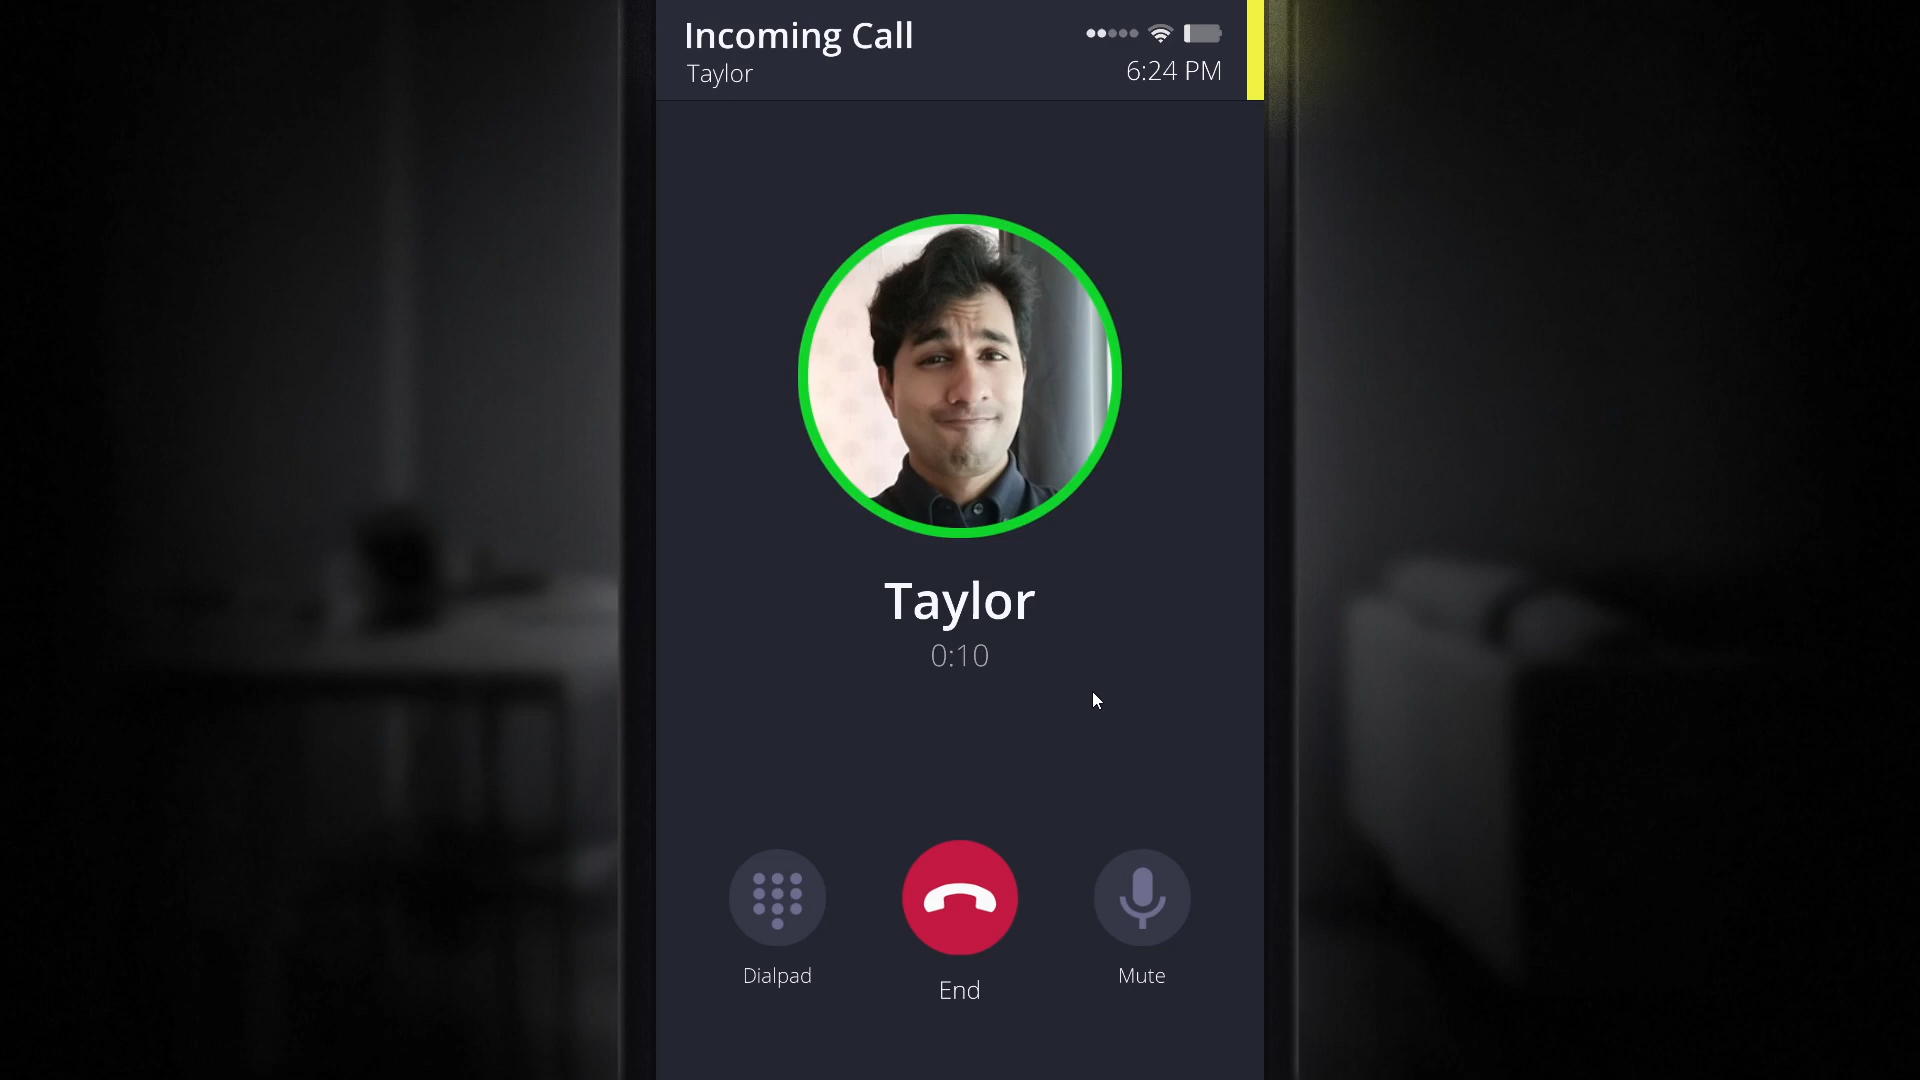 Incoming Call
Taylor
6:24 PM
Taylor
0:10
Dialpad
End
Mute